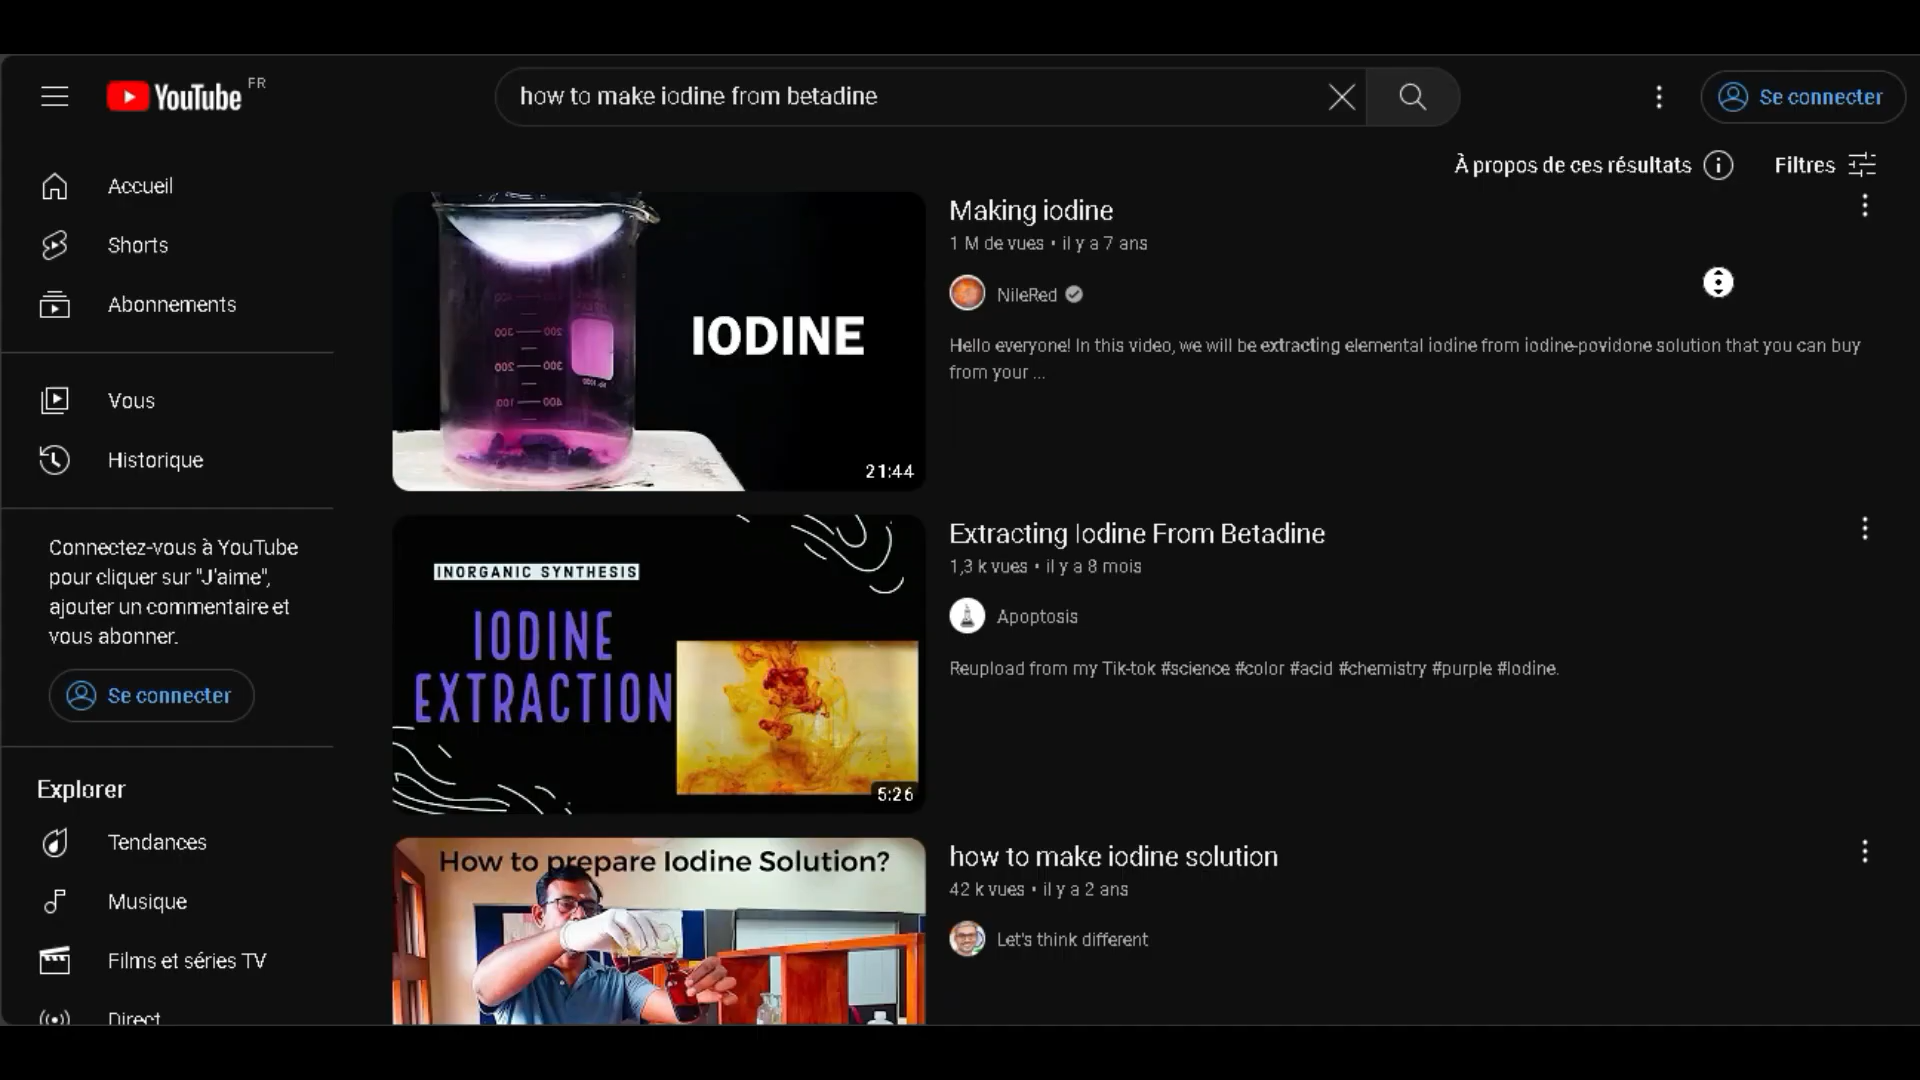 YouTube FR
how to make iodine from betadine
Se connecter
À propos de ces résultats
Filtres
Accueil
Shorts
Abonnements
Vous
Historique
Connectez-vous à YouTube
pour cliquer sur "J'aime",
ajouter un commentaire et
vous abonner.
Se connecter
Explorer
Tendances
Musique
Films et séries TV
Direct
IODINE
21:44
Making iodine
1 M de vues • il y a 7 ans
NileRed
Hello everyone! In this video, we will be extracting elemental iodine from iodine-povidone solution that you can buy
from your ...
INORGANIC SYNTHESIS
IODINE
EXTRACTION
5:26
Extracting Iodine From Betadine
1,3 k vues • il y a 8 mois
Apoptosis
Reupload from my Tik-tok #science #color #acid #chemistry #purple #Iodine.
How to prepare Iodine Solution?
how to make iodine solution
42 k vues • il y a 2 ans
Let's think different